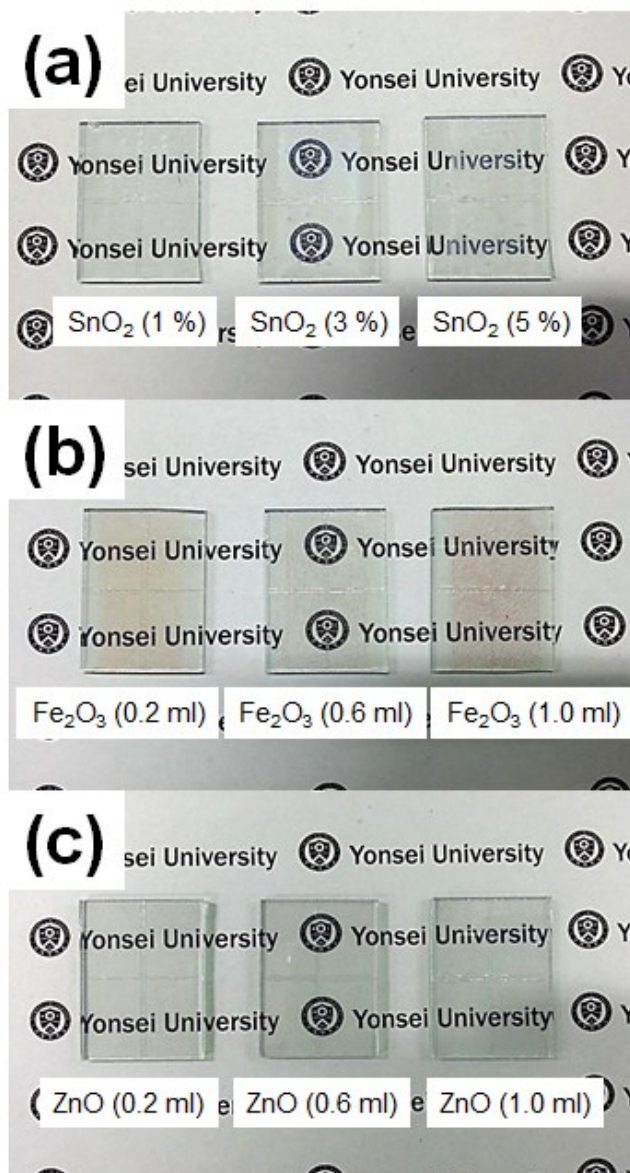 (a)
ei University Yonsei University Y
Yonsei University Yonsei University Y
Yonsei University Yonsei University Y
SnO₂ (1 %) SnO₂ (3 %) SnO₂ (5 %)
(b)
sei University Yonsei University
Yonsei University Yonsei University
Yonsei University Yonsei University
Fe₂O₃ (0.2 ml) Fe₂O₃ (0.6 ml) Fe₂O₃ (1.0 ml)
(c)
sei University Yonsei University Y
Yonsei University Yonsei University Y
Yonsei University Yonsei University Y
ZnO (0.2 ml) ZnO (0.6 ml) ZnO (1.0 ml)